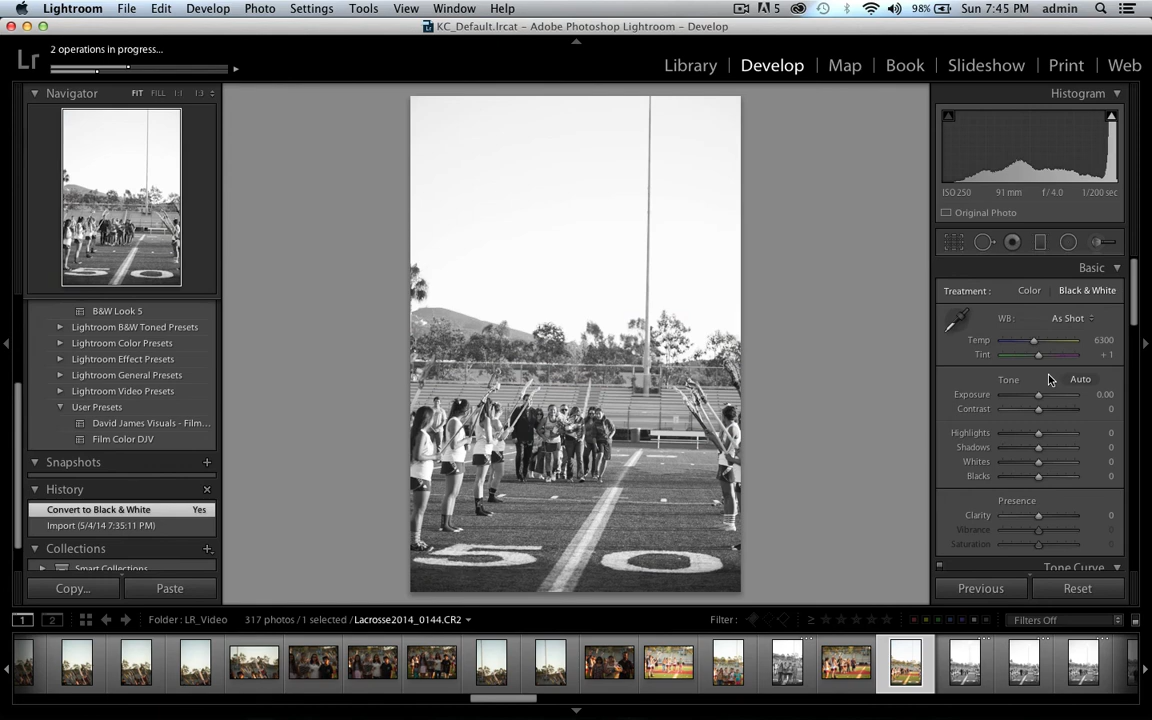 Lightroom File Edit Develop Photo Settings Tools View Window Help 5 98% Sun 7:45 PM admin
KC_Default.lrcat – Adobe Photoshop Lightroom – Develop
Lr 2 operations in progress...
Library | Develop | Map | Book | Slideshow | Print | Web
Navigator FIT FILL 1:1 1:3
Histogram
ISO 250 91 mm f / 4.0 1/200 sec
Original Photo
Basic
Treatment : Color Black & White
WB : As Shot
Temp 6300
Tint + 1
Tone Auto
Exposure 0.00
Contrast 0
Highlights 0
Shadows 0
Whites 0
Blacks 0
Presence
Clarity 0
Vibrance 0
Saturation 0
Tone Curve
Previous Reset
B&W Look 5
Lightroom B&W Toned Presets
Lightroom Color Presets
Lightroom Effect Presets
Lightroom General Presets
Lightroom Video Presets
User Presets
David James Visuals - Film...
Film Color DJV
Snapshots
History
Convert to Black & White Yes
Import (5/4/14 7:35:11 PM)
Collections
Smart Collections
Copy... Paste
5 0
1 2 Folder : LR_Video 317 photos / 1 selected / Lacrosse2014_0144.CR2 Filter : Filters Off